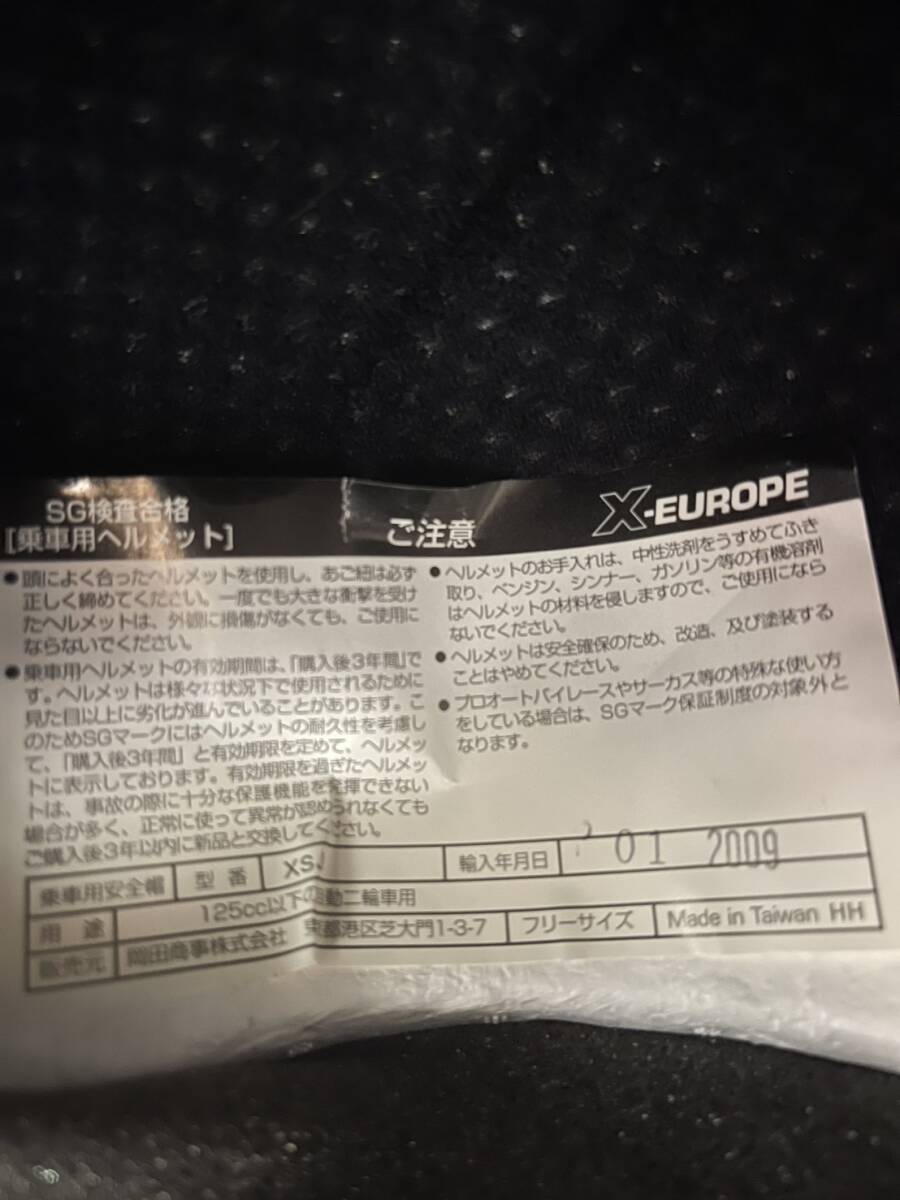 SG検査合格
[乗車用ヘルメット]
ご注意
X-EUROPE
●頭によく合ったヘルメットを使用し、あご紐は必ず
正しく締めてください。一度でも大きな衝撃を受け
たヘルメットは、外観に損傷がなくても、ご使用に
ならないでください。
●乗車用ヘルメットの有効期間は、「購入後3年間」で
す。ヘルメットは様々な状況下で使用されるために
見た目以上に劣化が進んでいることがあります。こ
のためSGマークにはヘルメットの耐久性を考慮し
て、「購入後3年間」と有効期限を定めて、ヘルメッ
トに表示しております。有効期限を過ぎたヘルメッ
トは、事故の際に十分な保護機能を発揮できない
場合が多く、正常に使って異常が認められなくても
ご購入後3年以内に新品と交換してください。
●ヘルメットのお手入れは、中性洗剤をうすめてふき
取り、ベンジン、シンナー、ガソリン等の有機溶剤
はヘルメットの材料を侵しますので、ご使用になら
ないでください。
●ヘルメットは安全確保のため、改造、及び塗装する
ことはやめてください。
●プロオートバイレースやサーカス等の特殊な使い方
をしている場合は、SGマーク保証制度の対象外と
なります。
乗車用安全帽 型番 輸入年月日 01 2009
用途 125cc以下の自動二輪車用
販売元 岡田商事株式会社 東京都港区芝大門1-3-7 フリーサイズ Made in Taiwan HH